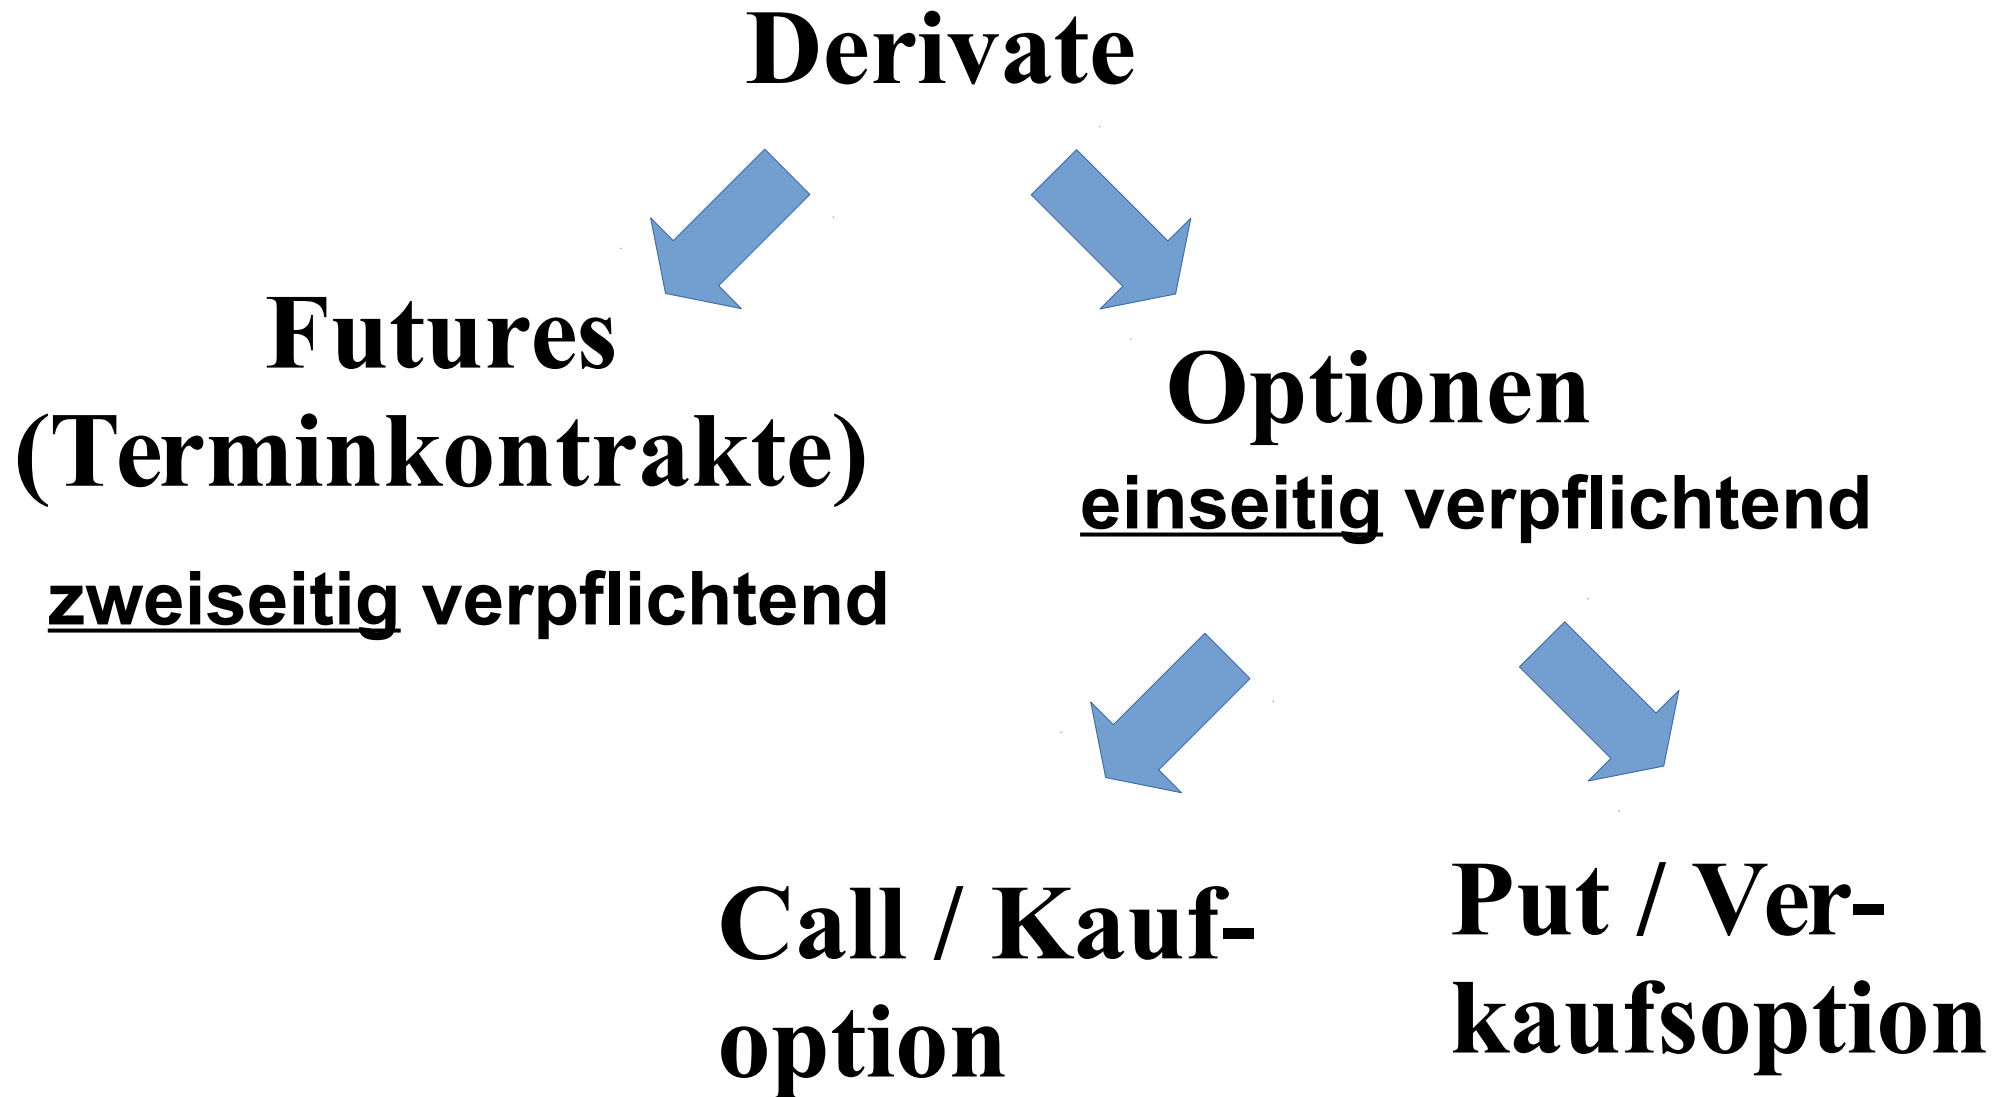 Derivate
Futures
(Terminkontrakte)
zweiseitig verpflichtend
Optionen
einseitig verpflichtend
Call / Kauf-
option
Put / Ver-
kaufsoption